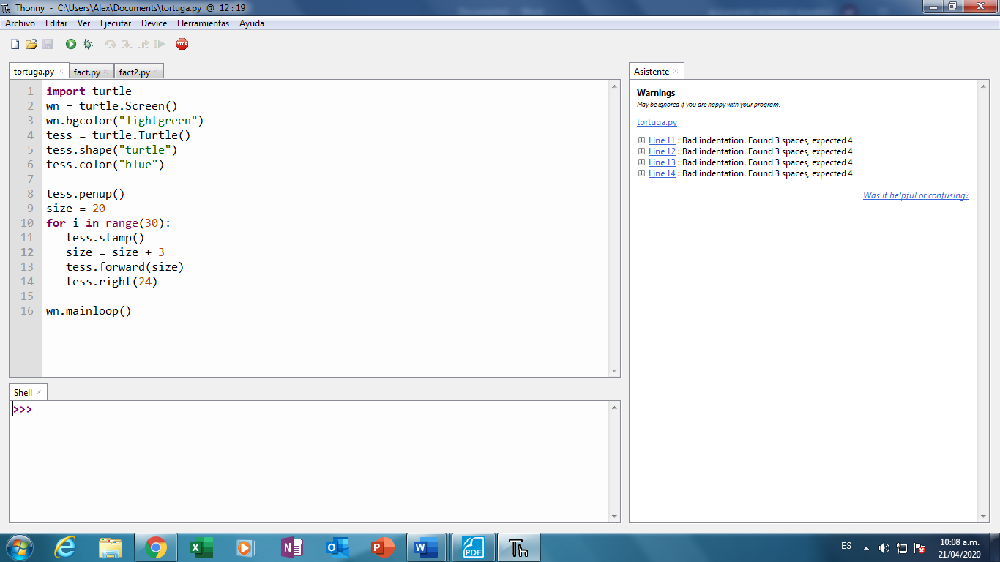 Thonny - C:\Users\Alex\Documents\tortuga.py @ 12 : 19
Archivo Editar Ver Ejecutar Device Herramientas Ayuda
STOP
tortuga.py fact.py fact2.py
1 import turtle
2 wn = turtle.Screen()
3 wn.bgcolor("lightgreen")
4 tess = turtle.Turtle()
5 tess.shape("turtle")
6 tess.color("blue")
7
8 tess.penup()
9 size = 20
10 for i in range(30):
11    tess.stamp()
12    size = size + 3
13    tess.forward(size)
14    tess.right(24)
15
16 wn.mainloop()
Shell
>>>
Asistente
Warnings
May be ignored if you are happy with your program.
tortuga.py
Line 11 : Bad indentation. Found 3 spaces, expected 4
Line 12 : Bad indentation. Found 3 spaces, expected 4
Line 13 : Bad indentation. Found 3 spaces, expected 4
Line 14 : Bad indentation. Found 3 spaces, expected 4
Was it helpful or confusing?
PDF
Th
ES
10:08 a.m.
21/04/2020